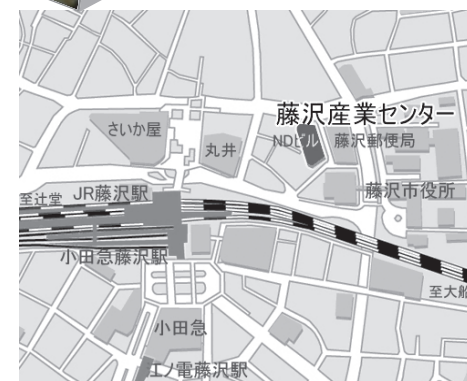 藤沢産業センター
さいか屋
NDビル
藤沢郵便局
丸井
JR藤沢駅
藤沢市役所
至辻堂
小田急藤沢駅
至大船
小田急
江ノ電藤沢駅